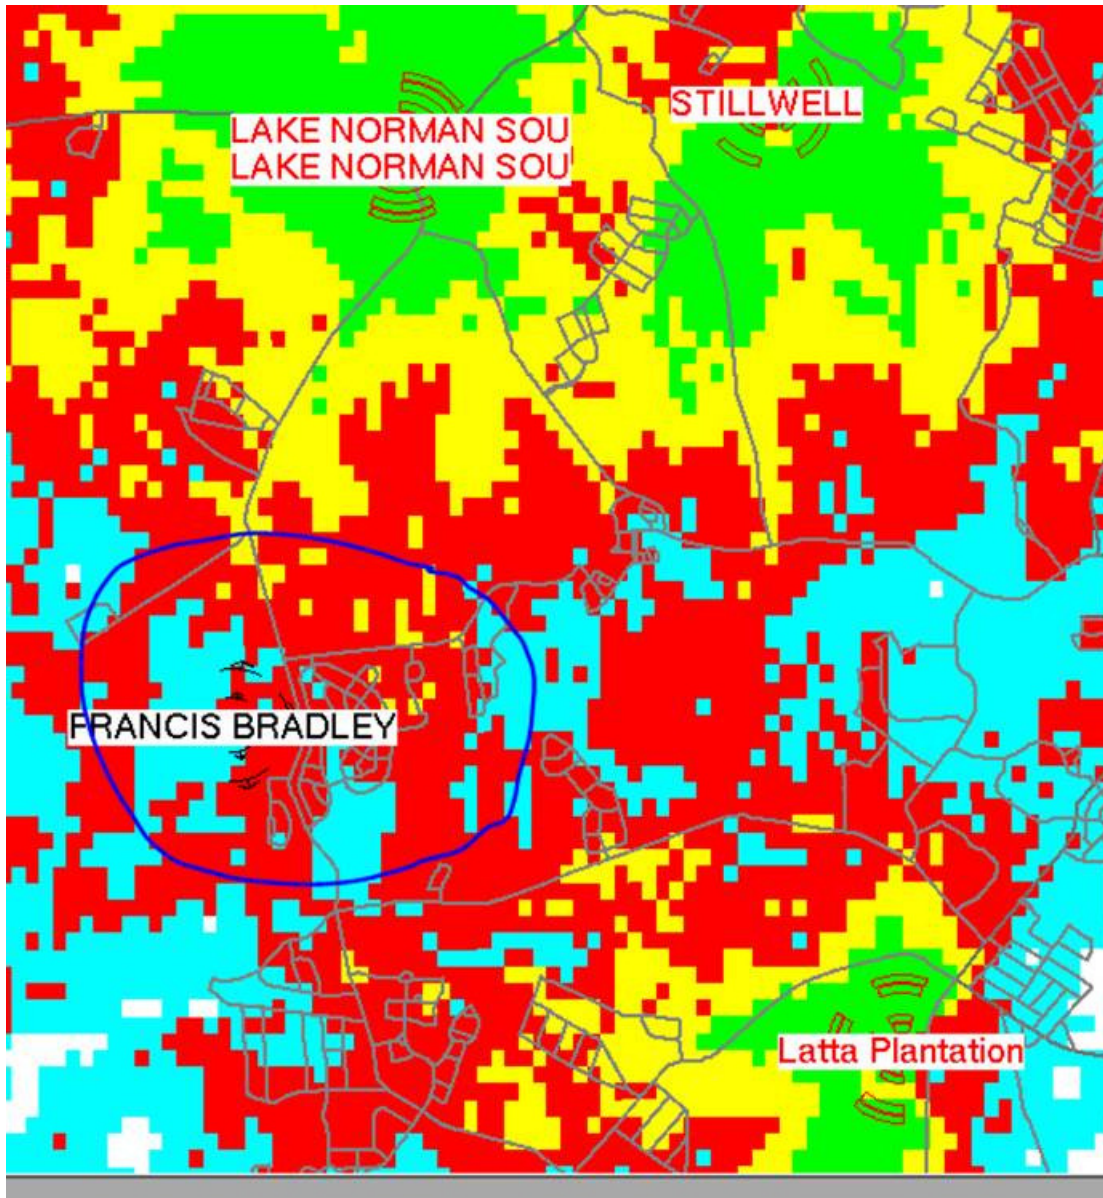 STILLWELL
LAKE NORMAN SOU
LAKE NORMAN SOU
FRANCIS BRADLEY
Latta Plantation